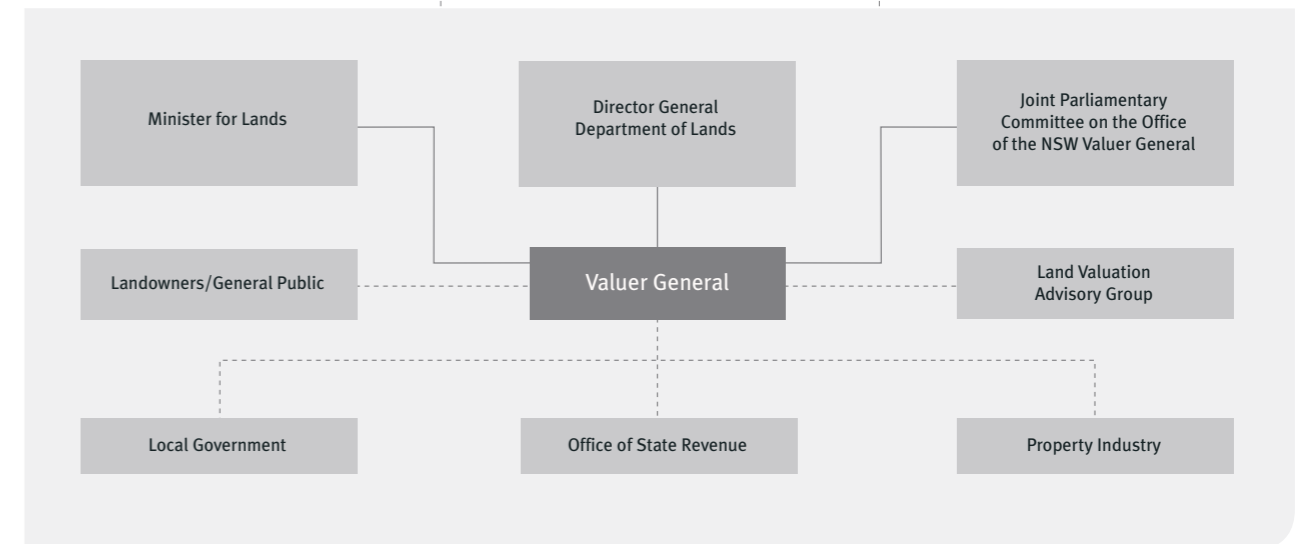 Minister for Lands
Director General
Department of Lands
Joint Parliamentary
Committee on the Office
of the NSW Valuer General
Landowners/General Public
Valuer General
Land Valuation
Advisory Group
Local Government
Office of State Revenue
Property Industry